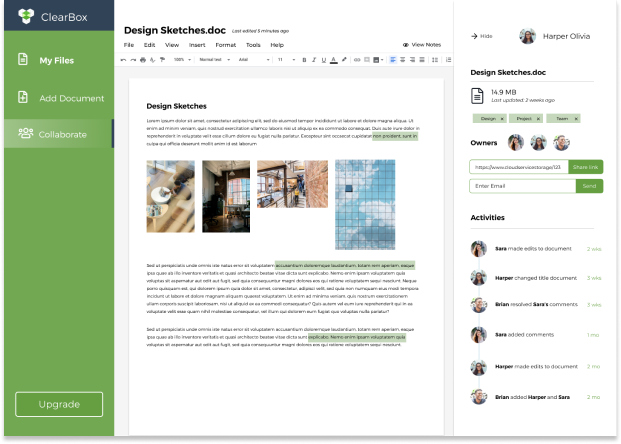 ClearBox
My Files
Add Document
Collaborate
Upgrade
Design Sketches.doc Last edited 5 minutes ago
File Edit View Insert Format Tools Help
View Notes
100% Normal text Arial 11 B I U A
Design Sketches
Lorem ipsum dolor sit amet, consectetur adipiscing elit, sed do eiusmod tempor incididunt ut labore et dolore magna aliqua. Ut
enim ad minim veniam, quis nostrud exercitation ullamco laboris nisi ut aliquip ex ea commodo consequat. Duis aute irure dolor in
reprehenderit in voluptate velit esse cillum dolore eu fugiat nulla pariatur. Excepteur sint occaecat cupidatat non proident, sunt in
culpa qui officia deserunt mollit anim id est laborum
Sed ut perspiciatis unde omnis iste natus error sit voluptatem accusantium doloremque laudantium, totam rem aperiam, eaque
ipsa quae ab illo inventore veritatis et quasi architecto beatae vitae dicta sunt explicabo. Nemo enim ipsam voluptatem quia
voluptas sit aspernatur aut odit aut fugit, sed quia consequuntur magni dolores eos qui ratione voluptatem sequi nesciunt. Neque
porro quisquam est, qui dolorem ipsum quia dolor sit amet, consectetur, adipisci velit, sed quia non numquam eius modi tempora
incidunt ut labore et dolore magnam aliquam quaerat voluptatem. Ut enim ad minima veniam, quis nostrum exercitationem
ullam corporis suscipit laboriosam, nisi ut aliquid ex ea commodi consequatur? Quis autem vel eum iure reprehenderit qui in ea
voluptate velit esse quam nihil molestiae consequatur, vel illum qui dolorem eum fugiat quo voluptas nulla pariatur?
Sed ut perspiciatis unde omnis iste natus error sit voluptatem accusantium doloremque laudantium, totam rem aperiam, eaque
ipsa quae ab illo inventore veritatis et quasi architecto beatae vitae dicta sunt explicabo. Nemo enim ipsam voluptatem quia
voluptas sit aspernatur aut odit aut fugit, sed quia consequuntur magni dolores eos qui ratione voluptatem sequi nesciunt.
Hide
Harper Olivia
Design Sketches.doc
14.9 MB
Last updated: 2 weeks ago
Design x Project x Team x
Owners
https://www.cloudservicestorage/123 Share link
Enter Email Send
Activities
Sara made edits to document 2 wks
Harper changed title document 3 wks
Brian resolved Sara's comments 3 wks
Sara added comments 1 mo
Harper made edits to document 2 mo
Brian added Harper and Sara 2 mo